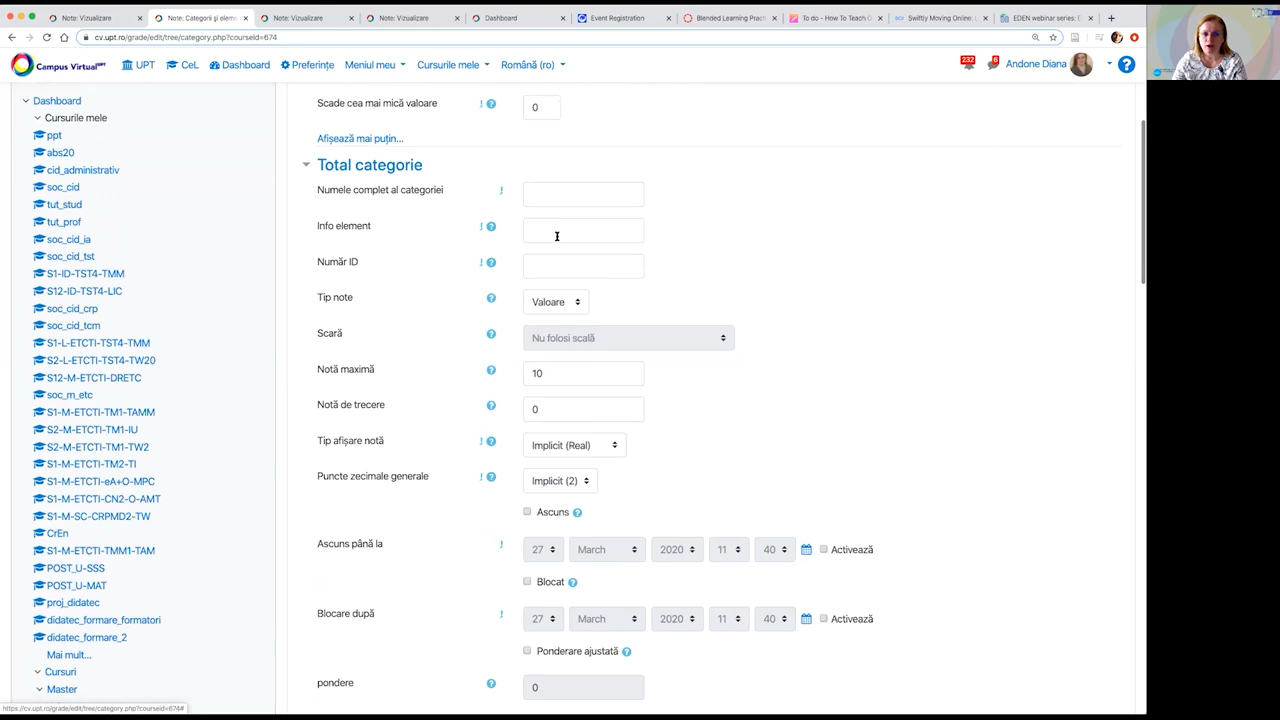 Note: Vizualizare
Note: Categorii şi eleme
Note: Vizualizare
Note: Vizualizare
Dashboard
Event Registration
Blended Learning Pract
To do - How To Teach O
Swiftly Moving Online: L
EDEN webinar series: E
cv.upt.ro/grade/edit/tree/category.php?courseid=674
Campus Virtual UPT
UPT
CeL
Dashboard
Preferințe
Meniul meu
Cursurile mele
Română (ro)
232
6
Andone Diana
Dashboard
Cursurile mele
ppt
abs20
cid_administrativ
soc_cid
tut_stud
tut_prof
soc_cid_ia
soc_cid_tst
S1-ID-TST4-TMM
S12-ID-TST4-LIC
soc_cid_crp
soc_cid_tcm
S1-L-ETCTI-TST4-TMM
S2-L-ETCTI-TST4-TW20
S12-M-ETCTI-DRETC
soc_m_etc
S1-M-ETCTI-TM1-TAMM
S2-M-ETCTI-TM1-IU
S2-M-ETCTI-TM1-TW2
S1-M-ETCTI-TM2-TI
S1-M-ETCTI-eA+O-MPC
S1-M-ETCTI-CN2-O-AMT
S1-M-SC-CRPMD2-TW
CrEn
S1-M-ETCTI-TMM1-TAM
POST_U-SSS
POST_U-MAT
proj_didatec
didatec_formare_formatori
didatec_formare_2
Mai mult...
Cursuri
Master
https://cv.upt.ro/grade/edit/tree/category.php?courseid=674#
Scade cea mai mică valoare
0
Afișează mai puțin...
Total categorie
Numele complet al categoriei
Info element
Număr ID
Tip note
Valoare
Scară
Nu folosi scală
Notă maximă
10
Notă de trecere
0
Tip afișare notă
Implicit (Real)
Puncte zecimale generale
Implicit (2)
Ascuns
Ascuns până la
27 March 2020 11 40 Activează
Blocat
Blocare după
27 March 2020 11 40 Activează
Ponderare ajustată
pondere
0